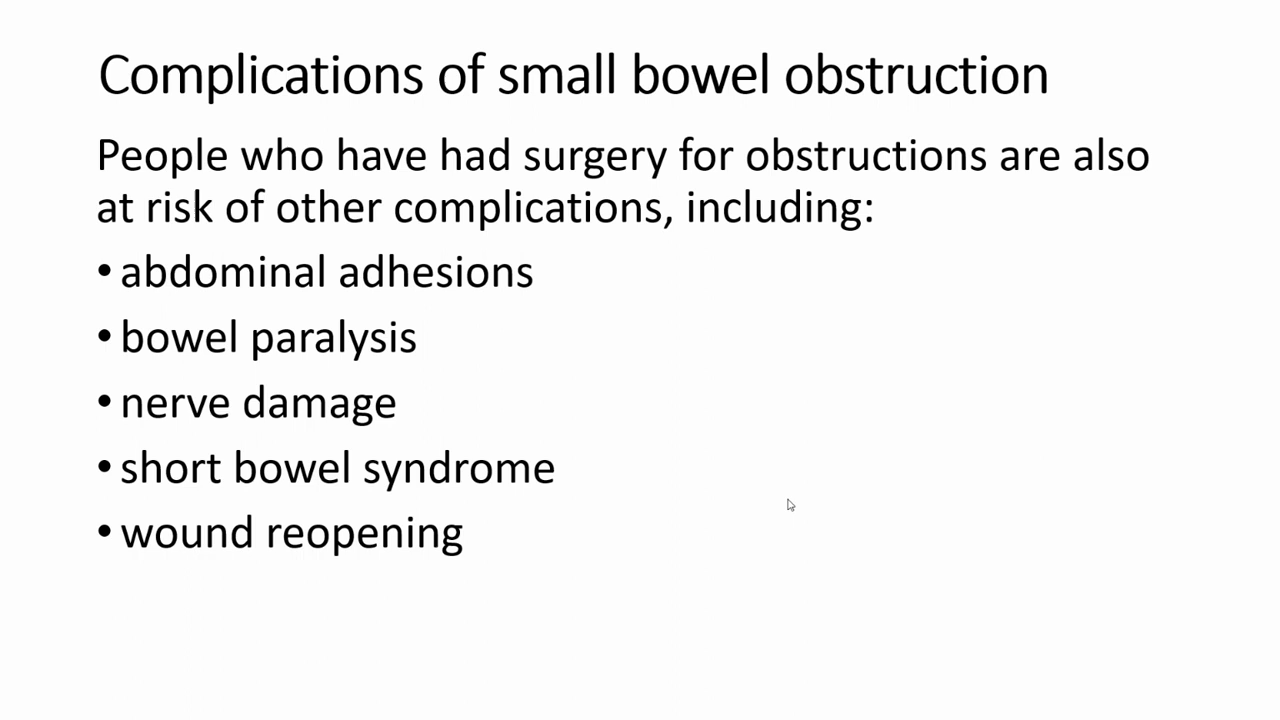 Complications of small bowel obstruction
People who have had surgery for obstructions are also
at risk of other complications, including:
• abdominal adhesions
• bowel paralysis
• nerve damage
• short bowel syndrome
• wound reopening